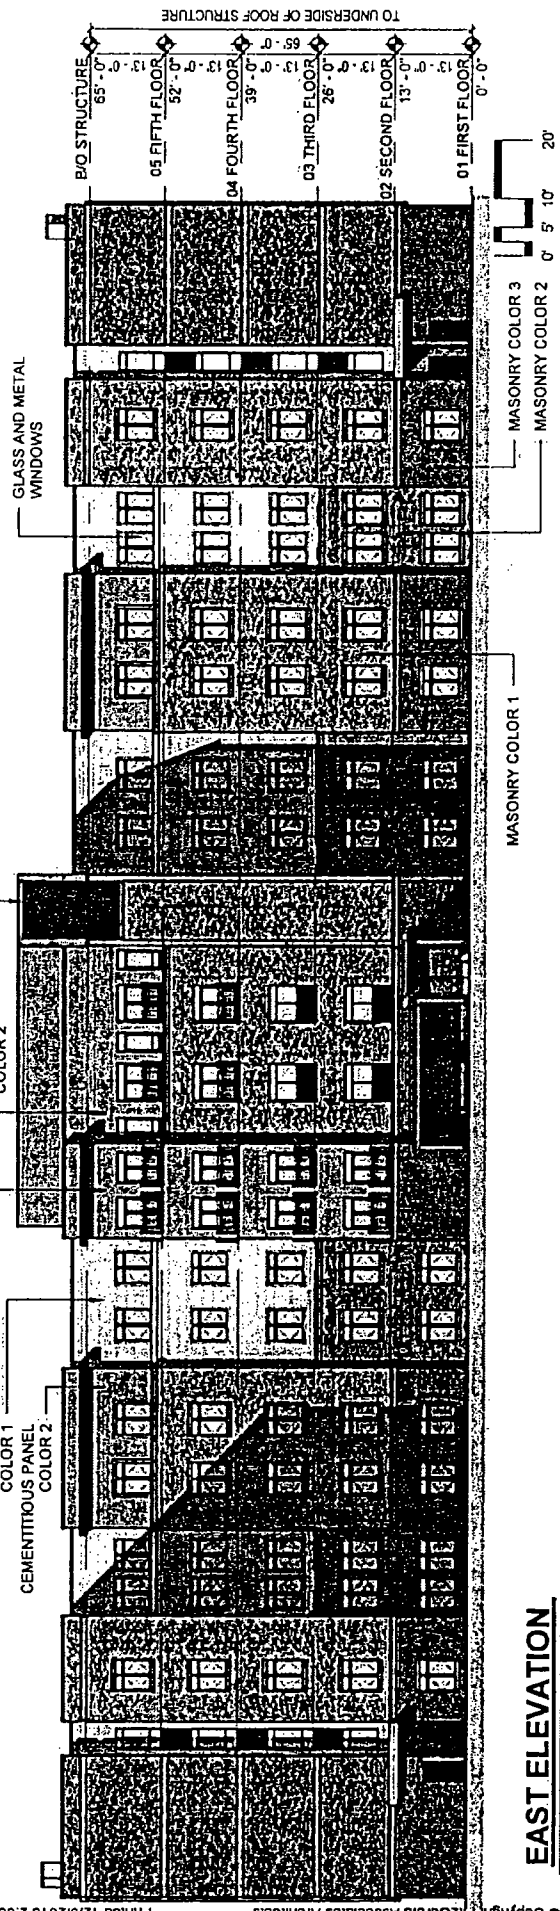 COLOR 1
CEMENTITIOUS PANEL
COLOR 2
COLOR 2
GLASS AND METAL
WINDOWS
B/O STRUCTURE
65' - 0"
05 FIFTH FLOOR
52' - 0"
04 FOURTH FLOOR
39' - 0"
03 THIRD FLOOR
26' - 0"
02 SECOND FLOOR
13' - 0"
01 FIRST FLOOR
0' - 0"
13' - 0"
13' - 0"
13' - 0"
13' - 0"
13' - 0"
65' - 0"
TO UNDERSIDE OF ROOF STRUCTURE
MASONRY COLOR 1
MASONRY COLOR 3
MASONRY COLOR 2
0' 5' 10' 20'
EAST ELEVATION
Associates Architects